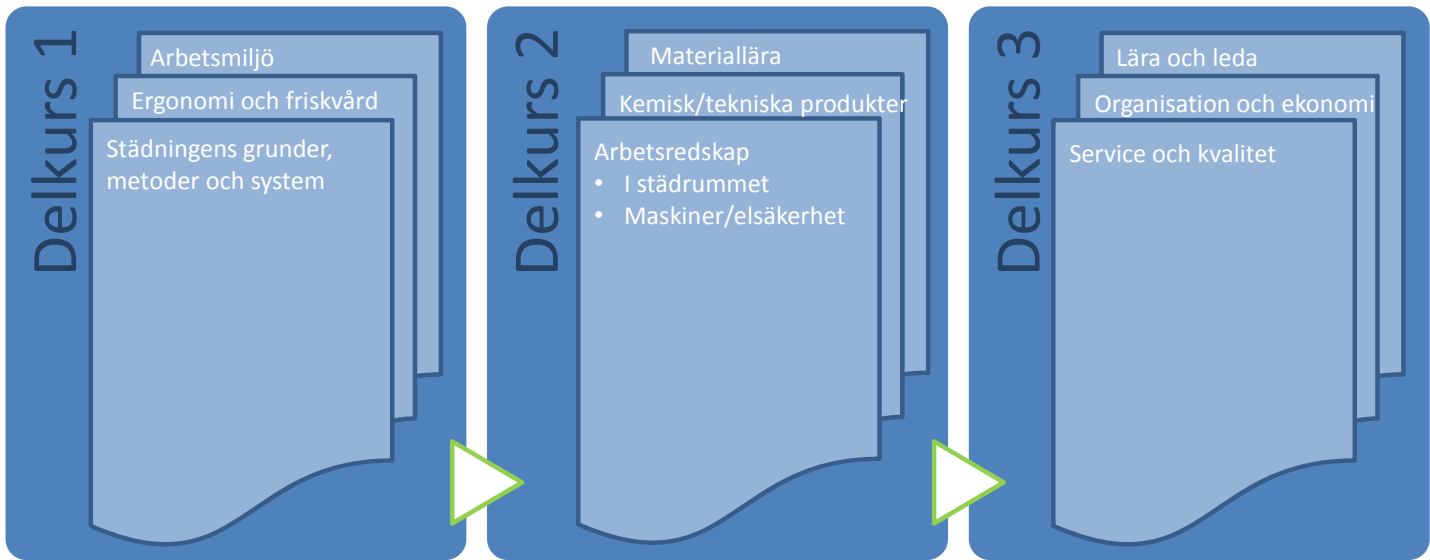 Delkurs 1
Arbetsmiljö
Ergonomi och friskvård
Städningens grunder,
metoder och system
Delkurs 2
Materiallära
Kemisk/tekniska produkter
Arbetsredskap
• I städrummet
• Maskiner/elsäkerhet
Delkurs 3
Lära och leda
Organisation och ekonomi
Service och kvalitet